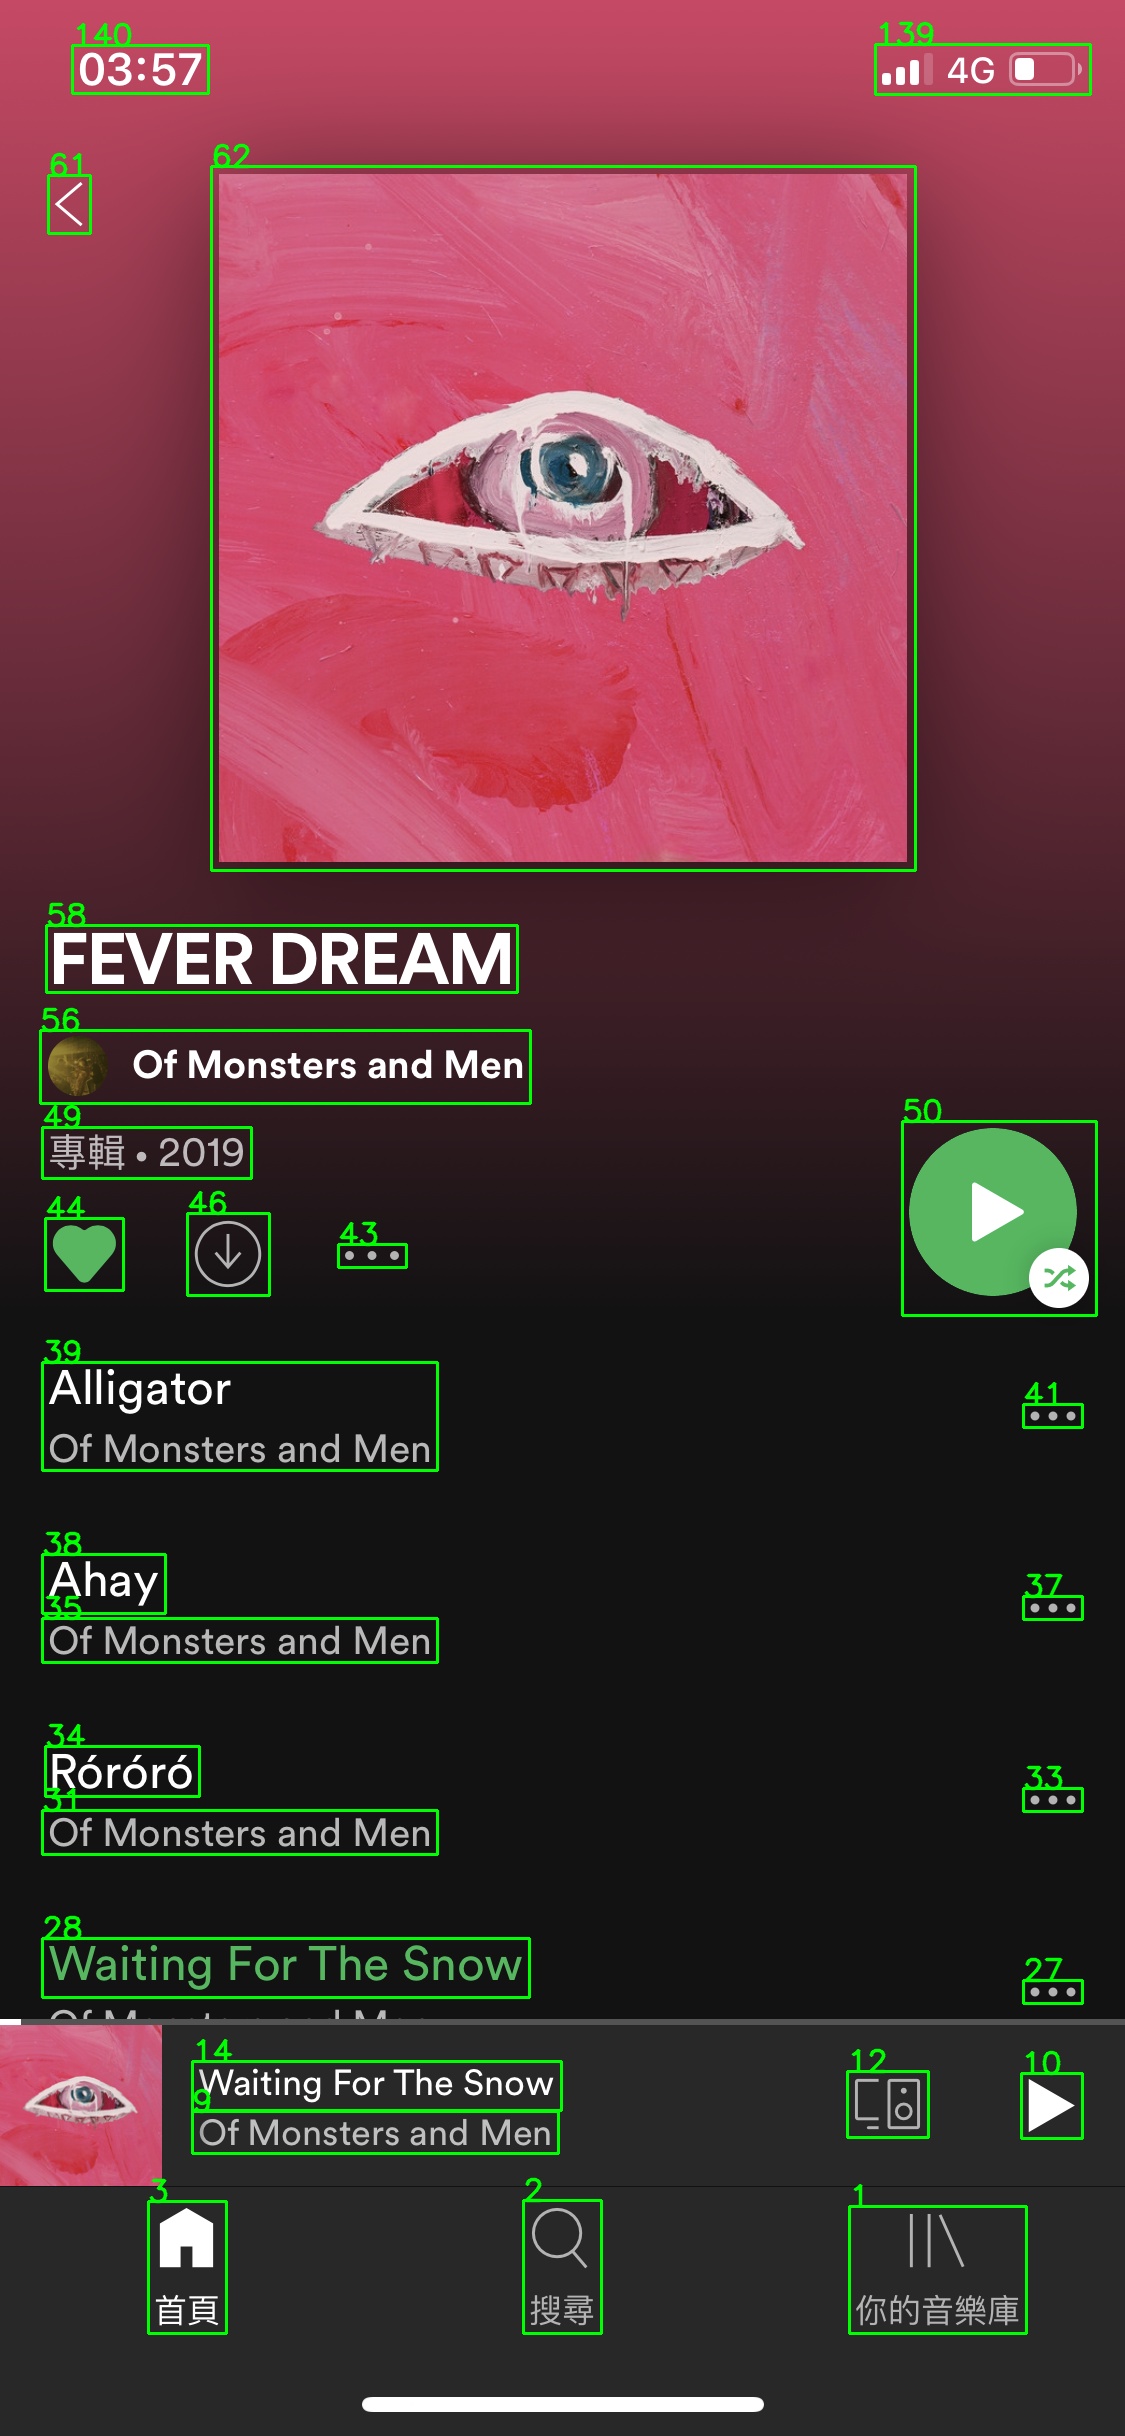 140
03:57
139
4G
61
62
58
FEVER DREAM
56
Of Monsters and Men
49
專輯 • 2019
50
44
46
43
39
Alligator
Of Monsters and Men
41
38
Ahay
37
35
Of Monsters and Men
34
Róróró
33
31
Of Monsters and Men
28
Waiting For The Snow
27
Of Monsters and Men
14
Waiting For The Snow
12
10
9
Of Monsters and Men
3
首頁
2
搜尋
1
你的音樂庫